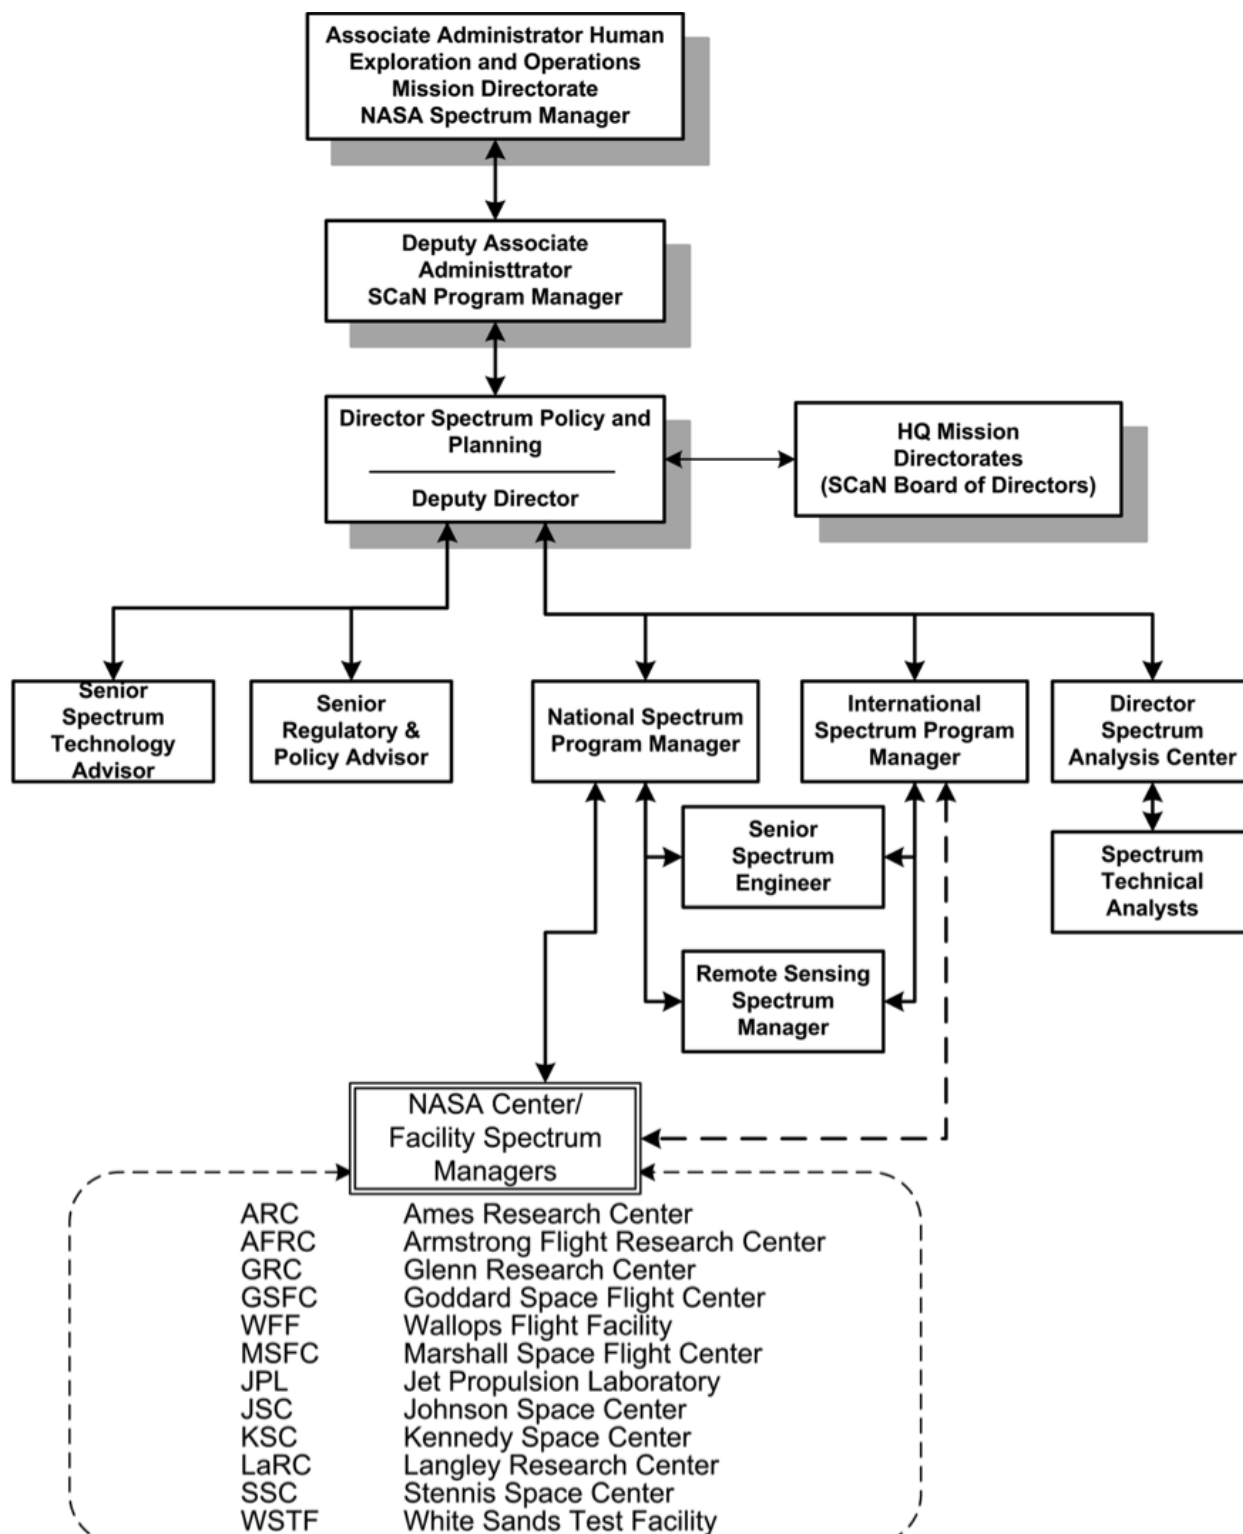 Associate Administrator Human
Exploration and Operations
Mission Directorate
NASA Spectrum Manager
Deputy Associate
Administtrator
SCaN Program Manager
Director Spectrum Policy and
Planning
Deputy Director
HQ Mission
Directorates
(SCaN Board of Directors)
Senior
Spectrum
Technology
Advisor
Senior
Regulatory &
Policy Advisor
National Spectrum
Program Manager
International
Spectrum Program
Manager
Director
Spectrum
Analysis Center
Senior
Spectrum
Engineer
Spectrum
Technical
Analysts
Remote Sensing
Spectrum
Manager
NASA Center/
Facility Spectrum
Managers
ARC Ames Research Center
AFRC Armstrong Flight Research Center
GRC Glenn Research Center
GSFC Goddard Space Flight Center
WFF Wallops Flight Facility
MSFC Marshall Space Flight Center
JPL Jet Propulsion Laboratory
JSC Johnson Space Center
KSC Kennedy Space Center
LaRC Langley Research Center
SSC Stennis Space Center
WSTF White Sands Test Facility